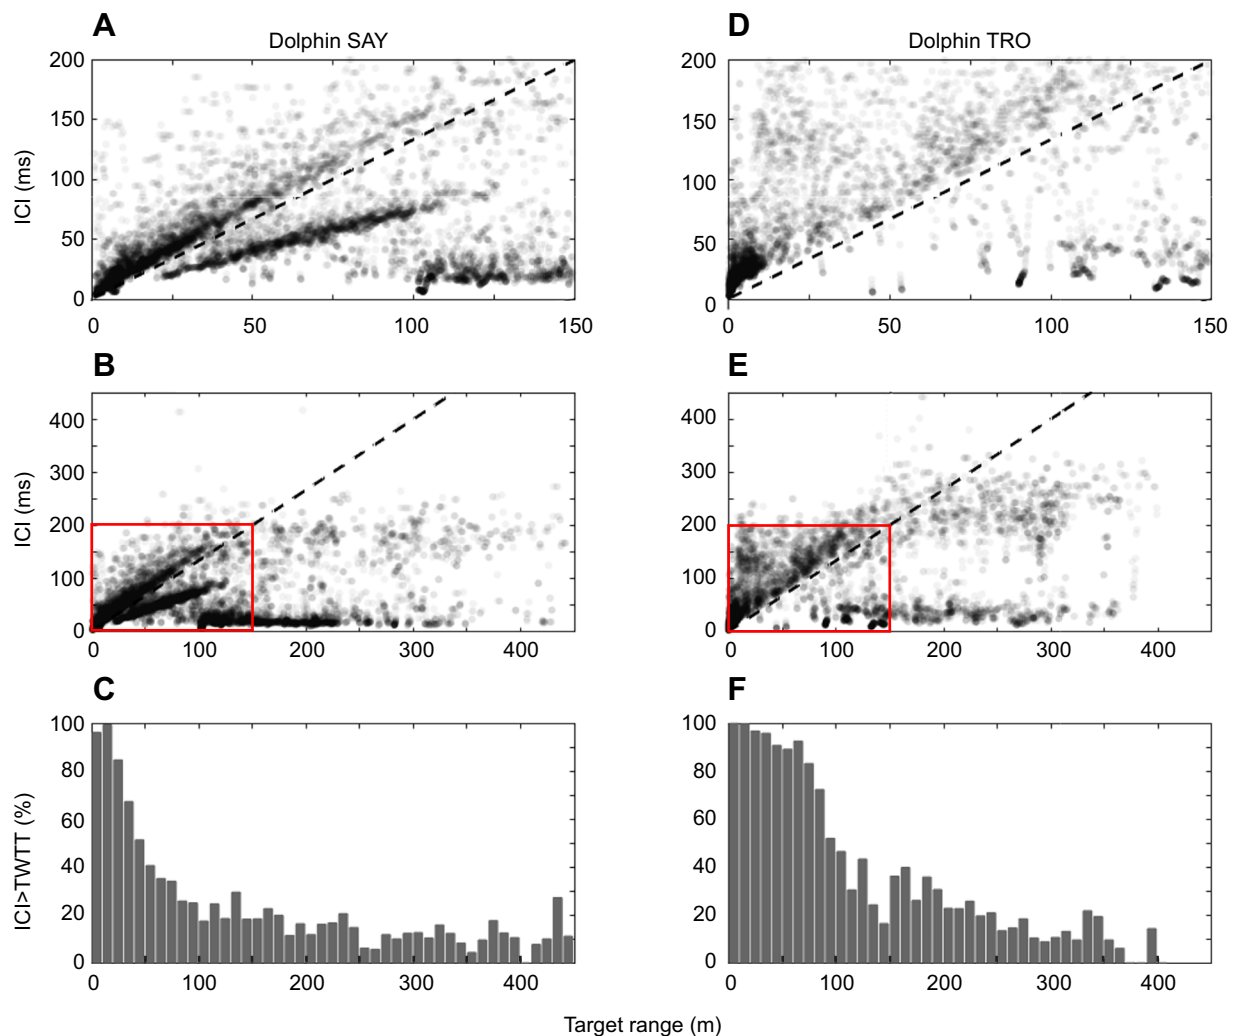 A
Dolphin SAY
200
150
100
50
0
ICI (ms)
0 50 100 150
D
Dolphin TRO
200
150
100
50
0
0 50 100 150
B
400
300
200
100
0
ICI (ms)
0 100 200 300 400
E
400
300
200
100
0
0 100 200 300 400
C
100
80
60
40
20
0
ICI>TWTT (%)
0 100 200 300 400
F
100
80
60
40
20
0
0 100 200 300 400
Target range (m)